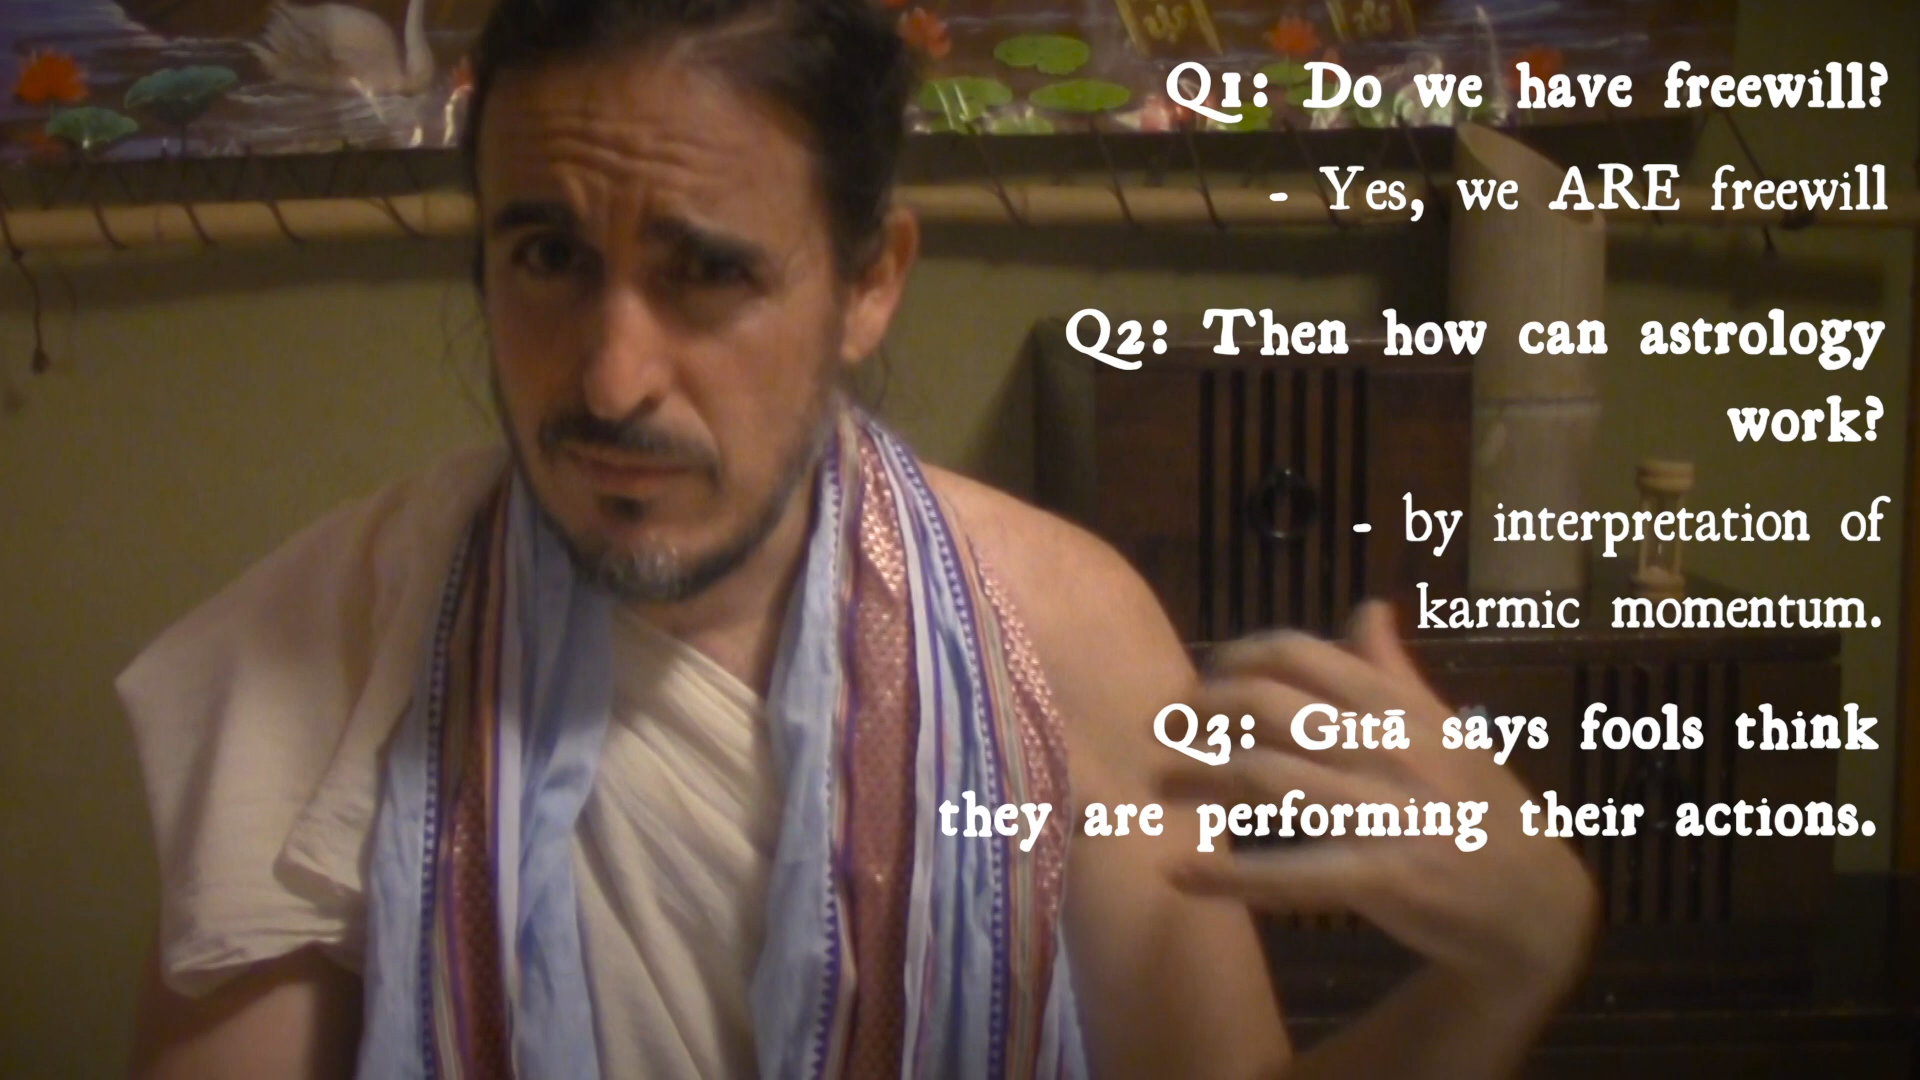 Q1: Do we have freewill?
- Yes, we ARE freewill
Q2: Then how can astrology
work?
- by interpretation of
karmic momentum.
Q3: Gītā says fools think
they are performing their actions.